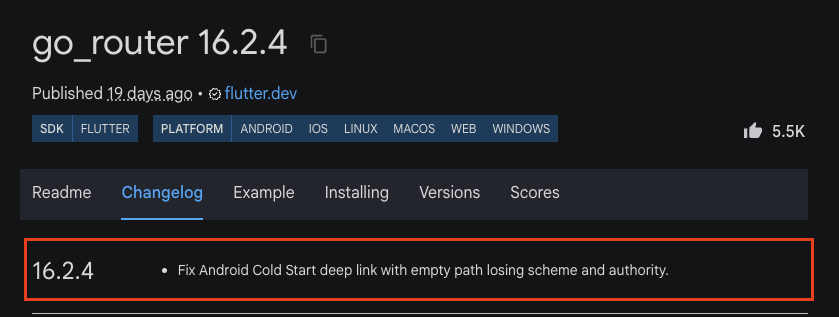 go_router 16.2.4
Published 19 days ago • flutter.dev
SDK FLUTTER PLATFORM ANDROID IOS LINUX MACOS WEB WINDOWS
5.5K
Readme Changelog Example Installing Versions Scores
16.2.4 • Fix Android Cold Start deep link with empty path losing scheme and authority.